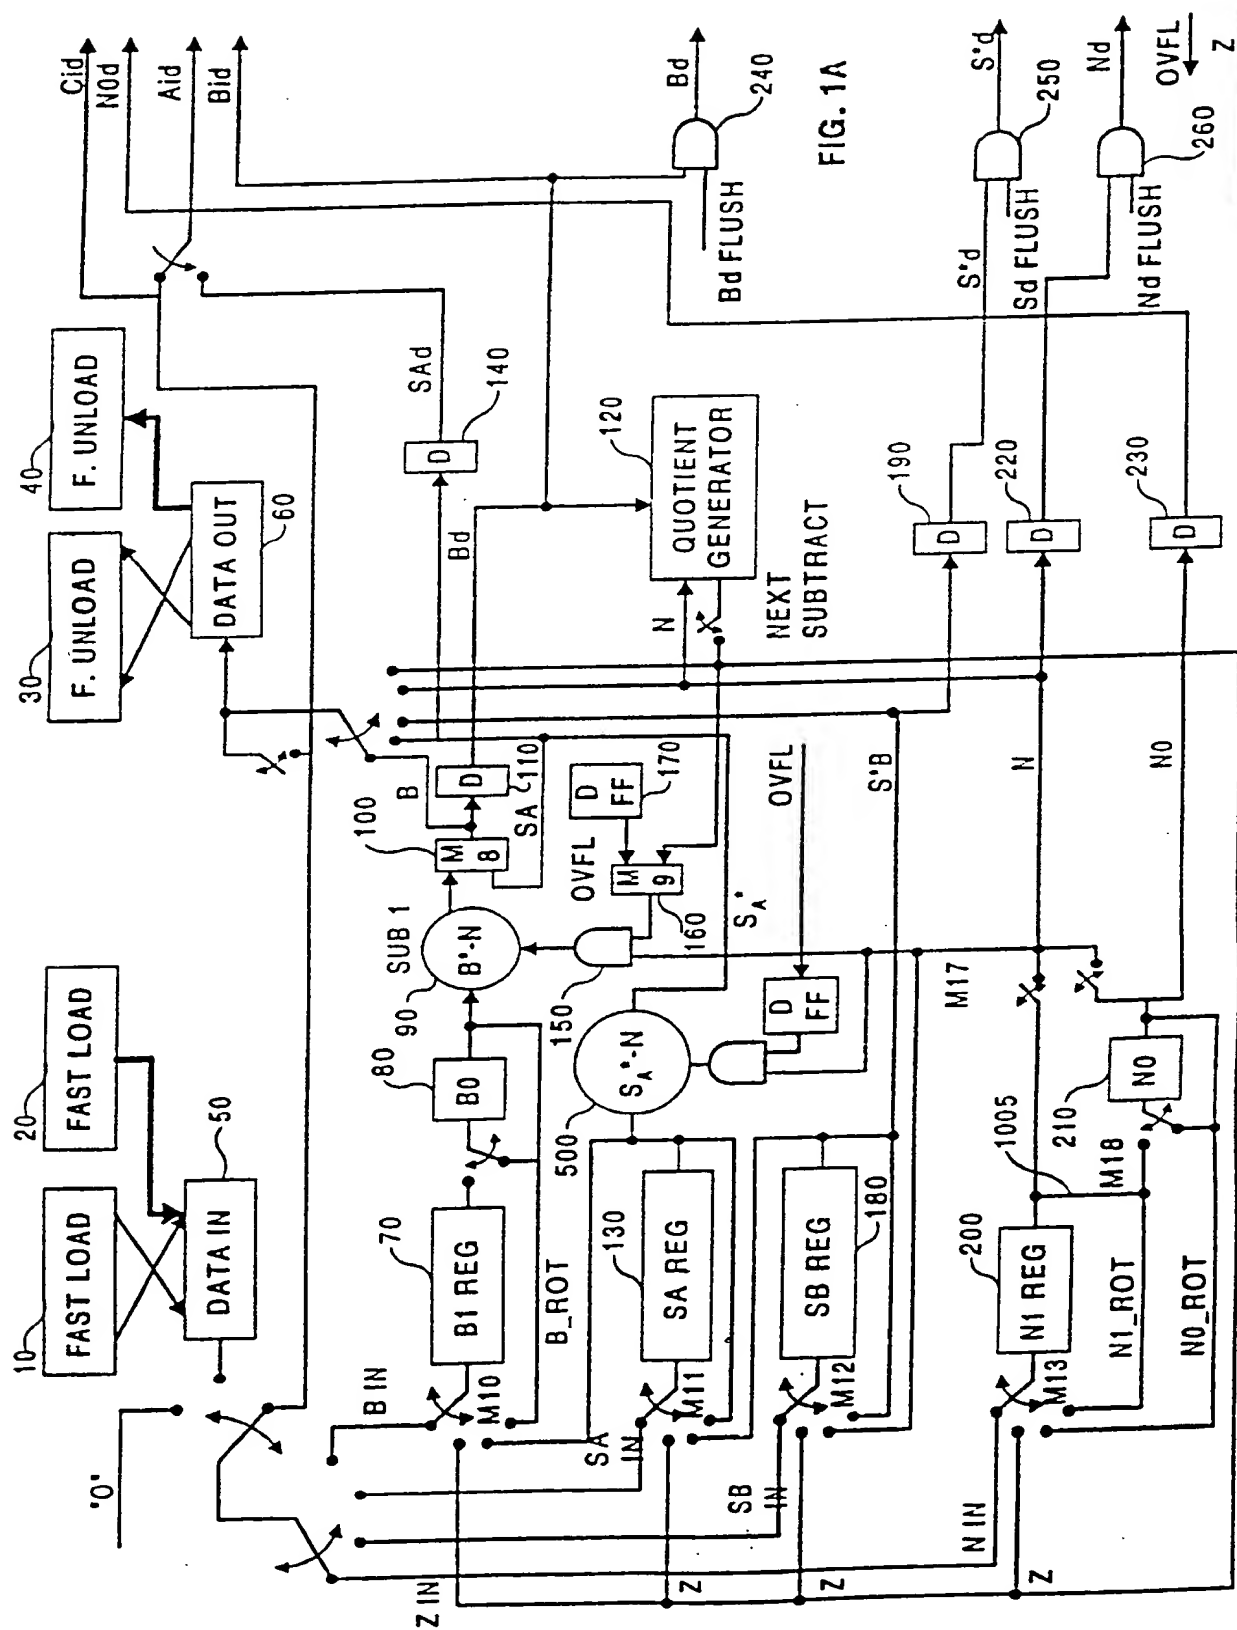 "0"
10
FAST LOAD
20
FAST LOAD
30
F. UNLOAD
40
F. UNLOAD
DATA IN
50
DATA OUT
60
Cid
N0d
Aid
Bid
Z IN
B IN
M10
70
B1 REG
B_ROT
80
B0
90
SUB 1
B*-N
100
M
8
B
D
110
SA
Bd
SAd
D
140
OVFL
D
FF
170
M
9
160
150
N
120
QUOTIENT
GENERATOR
NEXT
SUBTRACT
Bd FLUSH
240
Bd
FIG. 1A
SA
IN
M11
130
SA REG
500
SA*-N
SA*
OVFL
D
FF
Z
SB
IN
M12
SB REG
180
S*B
D
190
S*d
Sd FLUSH
250
S*d
Z
N IN
M13
200
N1 REG
1005
M17
N
D
220
Nd FLUSH
260
Nd
Z
N1_ROT
M18
210
N0
N0_ROT
N0
D
230
OVFL
Z